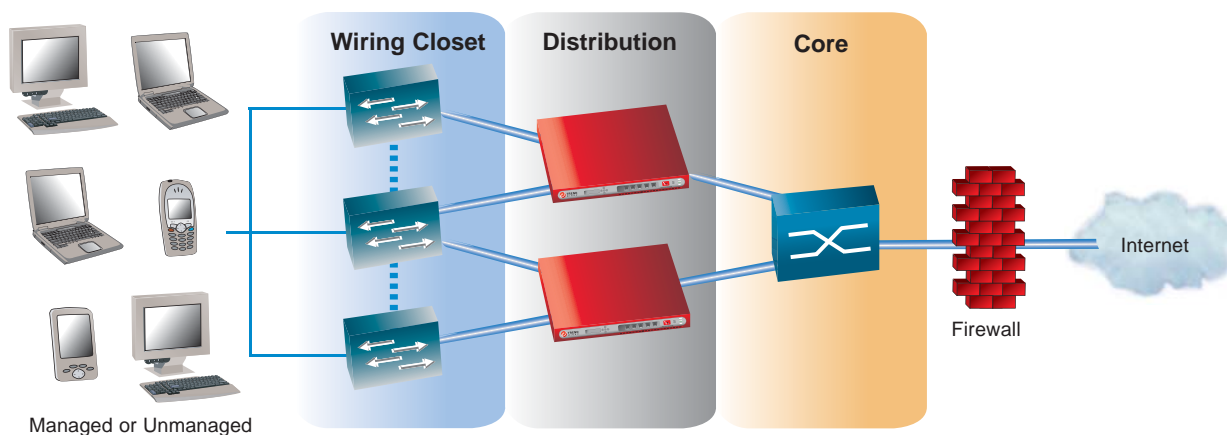 Wiring Closet
Distribution
Core
Internet
Firewall
Managed or Unmanaged